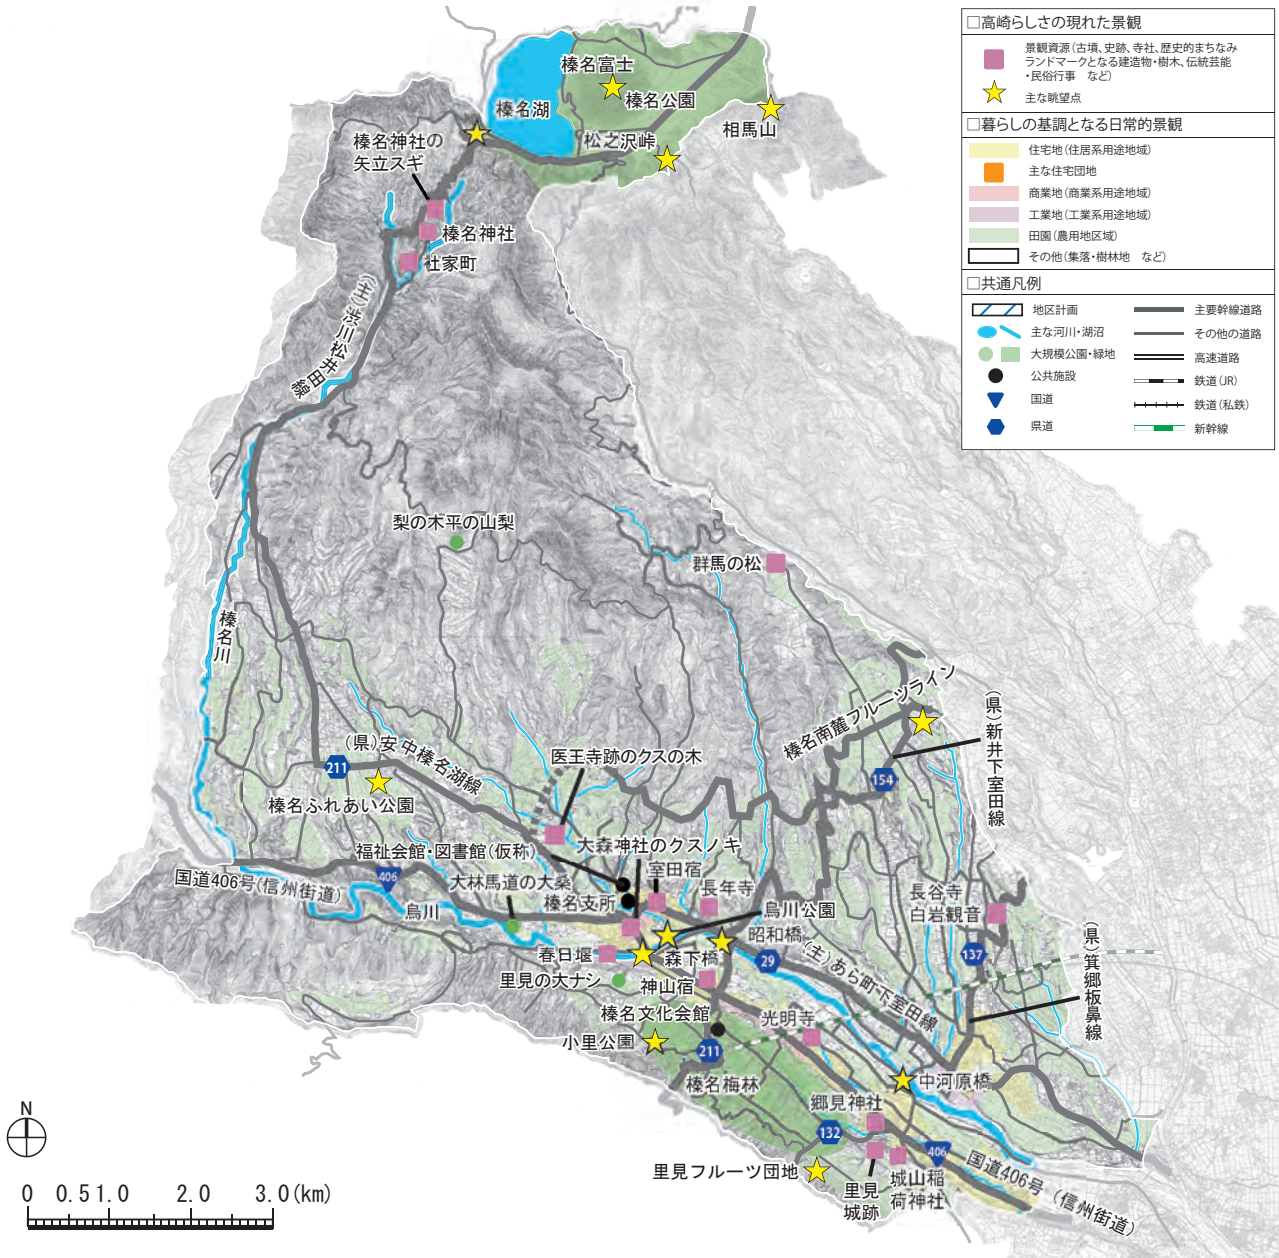 □高崎らしさの現れた景観
景観資源（古墳、史跡、寺社、歴史的まちなみ
ランドマークとなる建造物・樹木、伝統芸能
・民俗行事　など）
主な眺望点
□暮らしの基調となる日常的景観
住宅地（住居系用途地域）
主な住宅団地
商業地（商業系用途地域）
工業地（工業系用途地域）
田園（農用地区域）
その他（集落・樹林地　など）
□共通凡例
地区計画
主な河川・湖沼
大規模公園・緑地
公共施設
国道
県道
主要幹線道路
その他の道路
高速道路
鉄道（JR）
鉄道（私鉄）
新幹線
榛名富士
榛名公園
榛名湖
松之沢峠
相馬山
榛名神社の
矢立スギ
榛名神社
社家町
（主）渋川松井田線
梨の木平の山梨
群馬の松
榛名川
榛名南麓フルーツライン
（県）新井下室田線
154
（県）安中榛名湖線
211
榛名ふれあい公園
医王寺跡のクスの木
大森神社のクスノキ
福祉会館・図書館（仮称）
室田宿
国道406号（信州街道）
406
大林馬道の大桑
榛名支所
長年寺
烏川
烏川公園
長谷寺
白岩観音
昭和橋
春日堰
森下橋
29
（主）あら町下室田線
137
（県）箕郷板鼻線
里見の大ナシ
神山宿
榛名文化会館
光明寺
小里公園
211
榛名梅林
中河原橋
郷見神社
132
406
里見フルーツ団地
里見
城跡
城山稲
荷神社
国道406号（信州街道）
N
0 0.5 1.0 2.0 3.0(km)